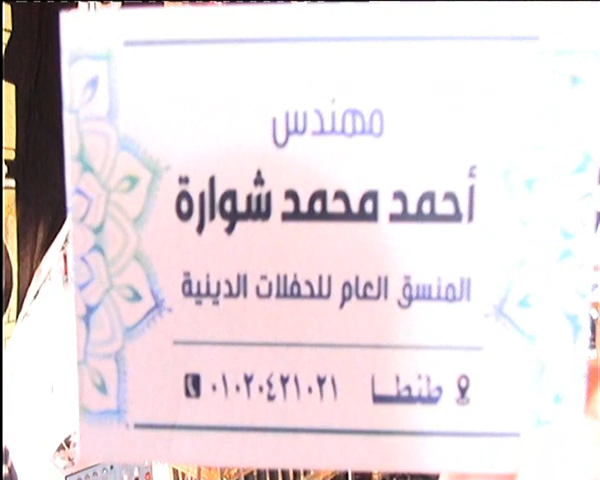 مهندس
أحمد محمد شوارة
المنسق العام للحفلات الدينية
طنطا ٠١٠٢٠٤٢١٠٢١